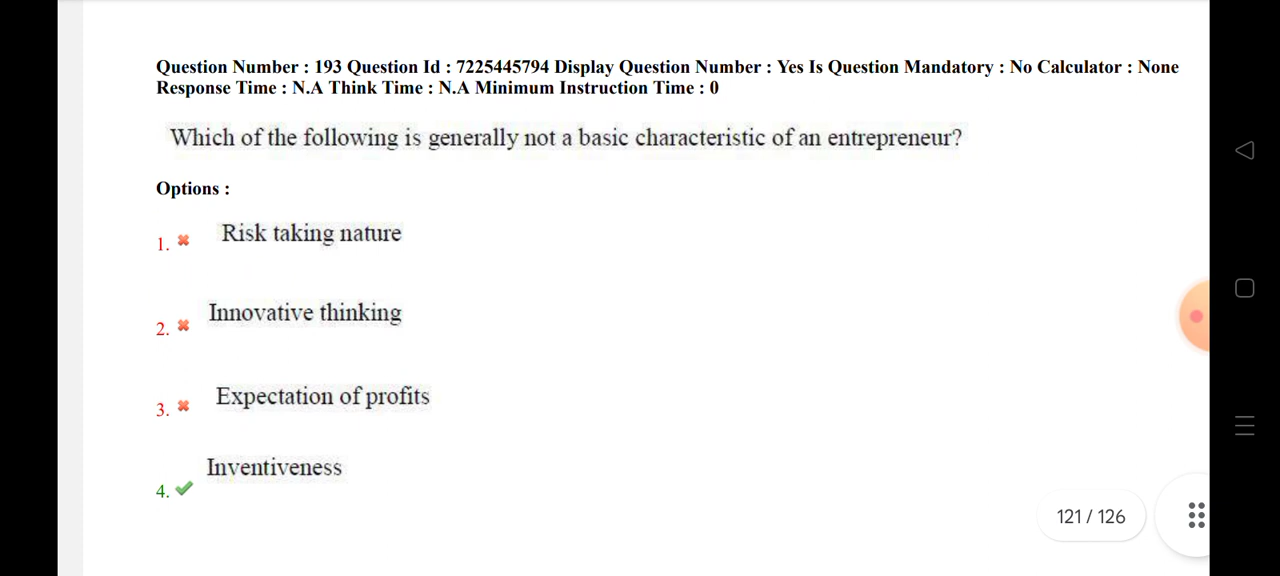 Question Number : 193 Question Id : 7225445794 Display Question Number : Yes Is Question Mandatory : No Calculator : None
Response Time : N.A Think Time : N.A Minimum Instruction Time : 0
Which of the following is generally not a basic characteristic of an entrepreneur?
Options :
1. Risk taking nature
2. Innovative thinking
3. Expectation of profits
4. Inventiveness
121 / 126